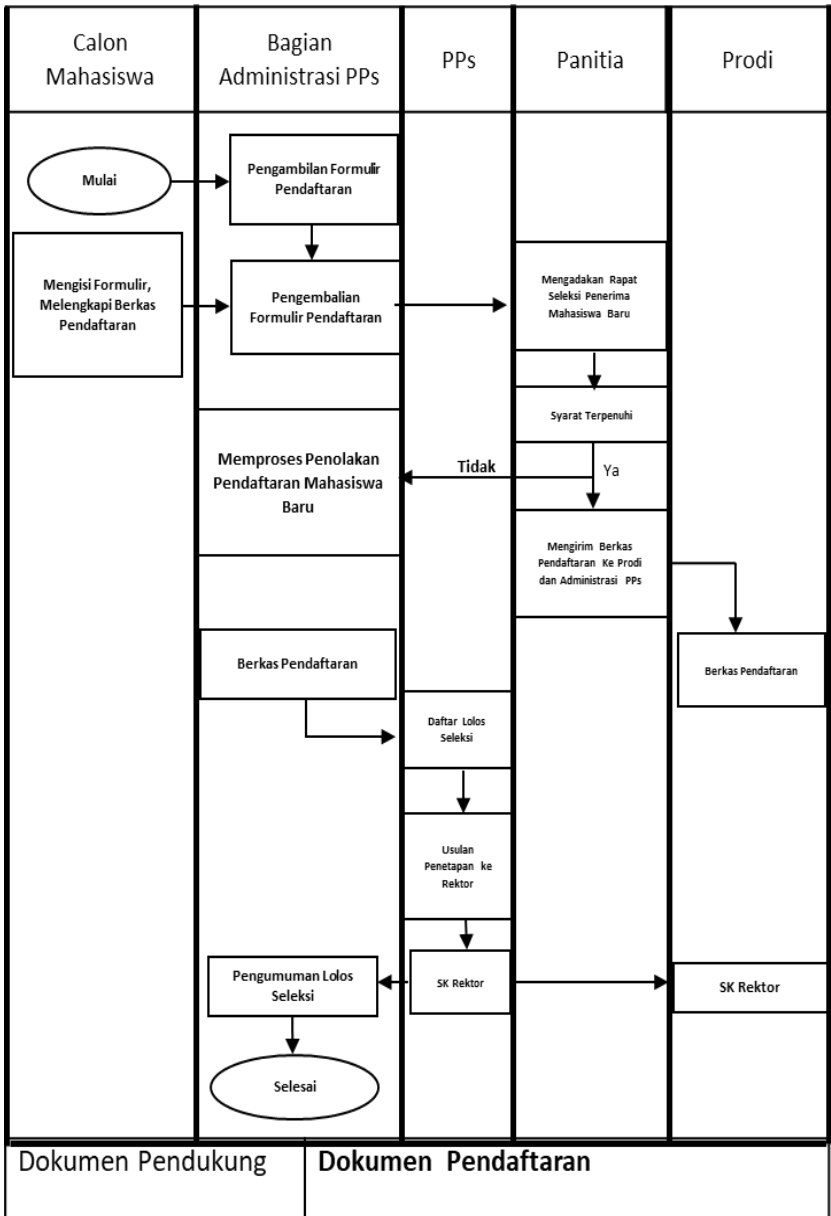 Calon
Mahasiswa
Bagian
Administrasi PPs
PPs
Panitia
Prodi
Mulai
Pengambilan Formulir
Pendaftaran
Mengisi Formulir,
Melengkapi Berkas
Pendaftaran
Pengembalian
Formulir Pendaftaran
Mengadakan Rapat
Seleksi Penerima
Mahasiswa Baru
Syarat Terpenuhi
Memproses Penolakan
Pendaftaran Mahasiswa
Baru
Tidak
Ya
Mengirim Berkas
Pendaftaran Ke Prodi
dan Administrasi PPs
Berkas Pendaftaran
Berkas Pendaftaran
Daftar Lolos
Seleksi
Usulan
Penetapan ke
Rektor
Pengumuman Lolos
Seleksi
SK Rektor
SK Rektor
Selesai
Dokumen Pendukung
Dokumen Pendaftaran